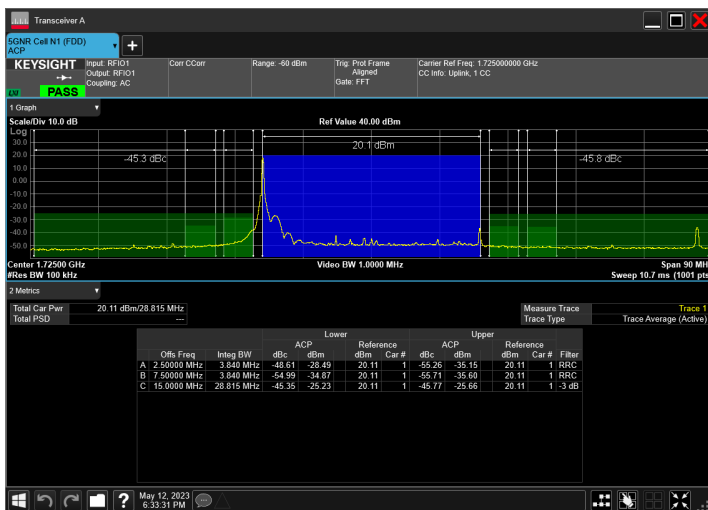 Transceiver A
5GNR Cell N1 (FDD)
ACP
KEYSIGHT
LXI
PASS
Input: RFIO1
Output: RFIO1
Coupling: AC
Corr CCorr
Range: -60 dBm
Trig: Prot Frame
Aligned
Gate: FFT
Carrier Ref Freq: 1.725000000 GHz
CC Info: Uplink, 1 CC
1 Graph
Scale/Div 10.0 dB
Ref Value 40.00 dBm
Log
30.0
20.0
10.0
0.00
-10.0
-20.0
-30.0
-40.0
-50.0
-45.3 dBc
20.1 dBm
-45.8 dBc
Center 1.72500 GHz
Video BW 1.0000 MHz
Span 90 MH
#Res BW 100 kHz
Sweep 10.7 ms (1001 pts
2 Metrics
Total Car Pwr 20.11 dBm/28.815 MHz
Total PSD ---
Measure Trace Trace 1
Trace Type Trace Average (Active)
Lower Upper
ACP Reference ACP Reference
Offs Freq Integ BW dBc dBm dBm Car # dBc dBm dBm Car # Filter
A 2.50000 MHz 3.840 MHz -48.61 -28.49 20.11 1 -55.26 -35.15 20.11 1 RRC
B 7.50000 MHz 3.840 MHz -54.99 -34.87 20.11 1 -55.71 -35.60 20.11 1 RRC
C 15.0000 MHz 28.815 MHz -45.35 -25.23 20.11 1 -45.77 -25.66 20.11 1 -3 dB
May 12, 2023
6:33:31 PM